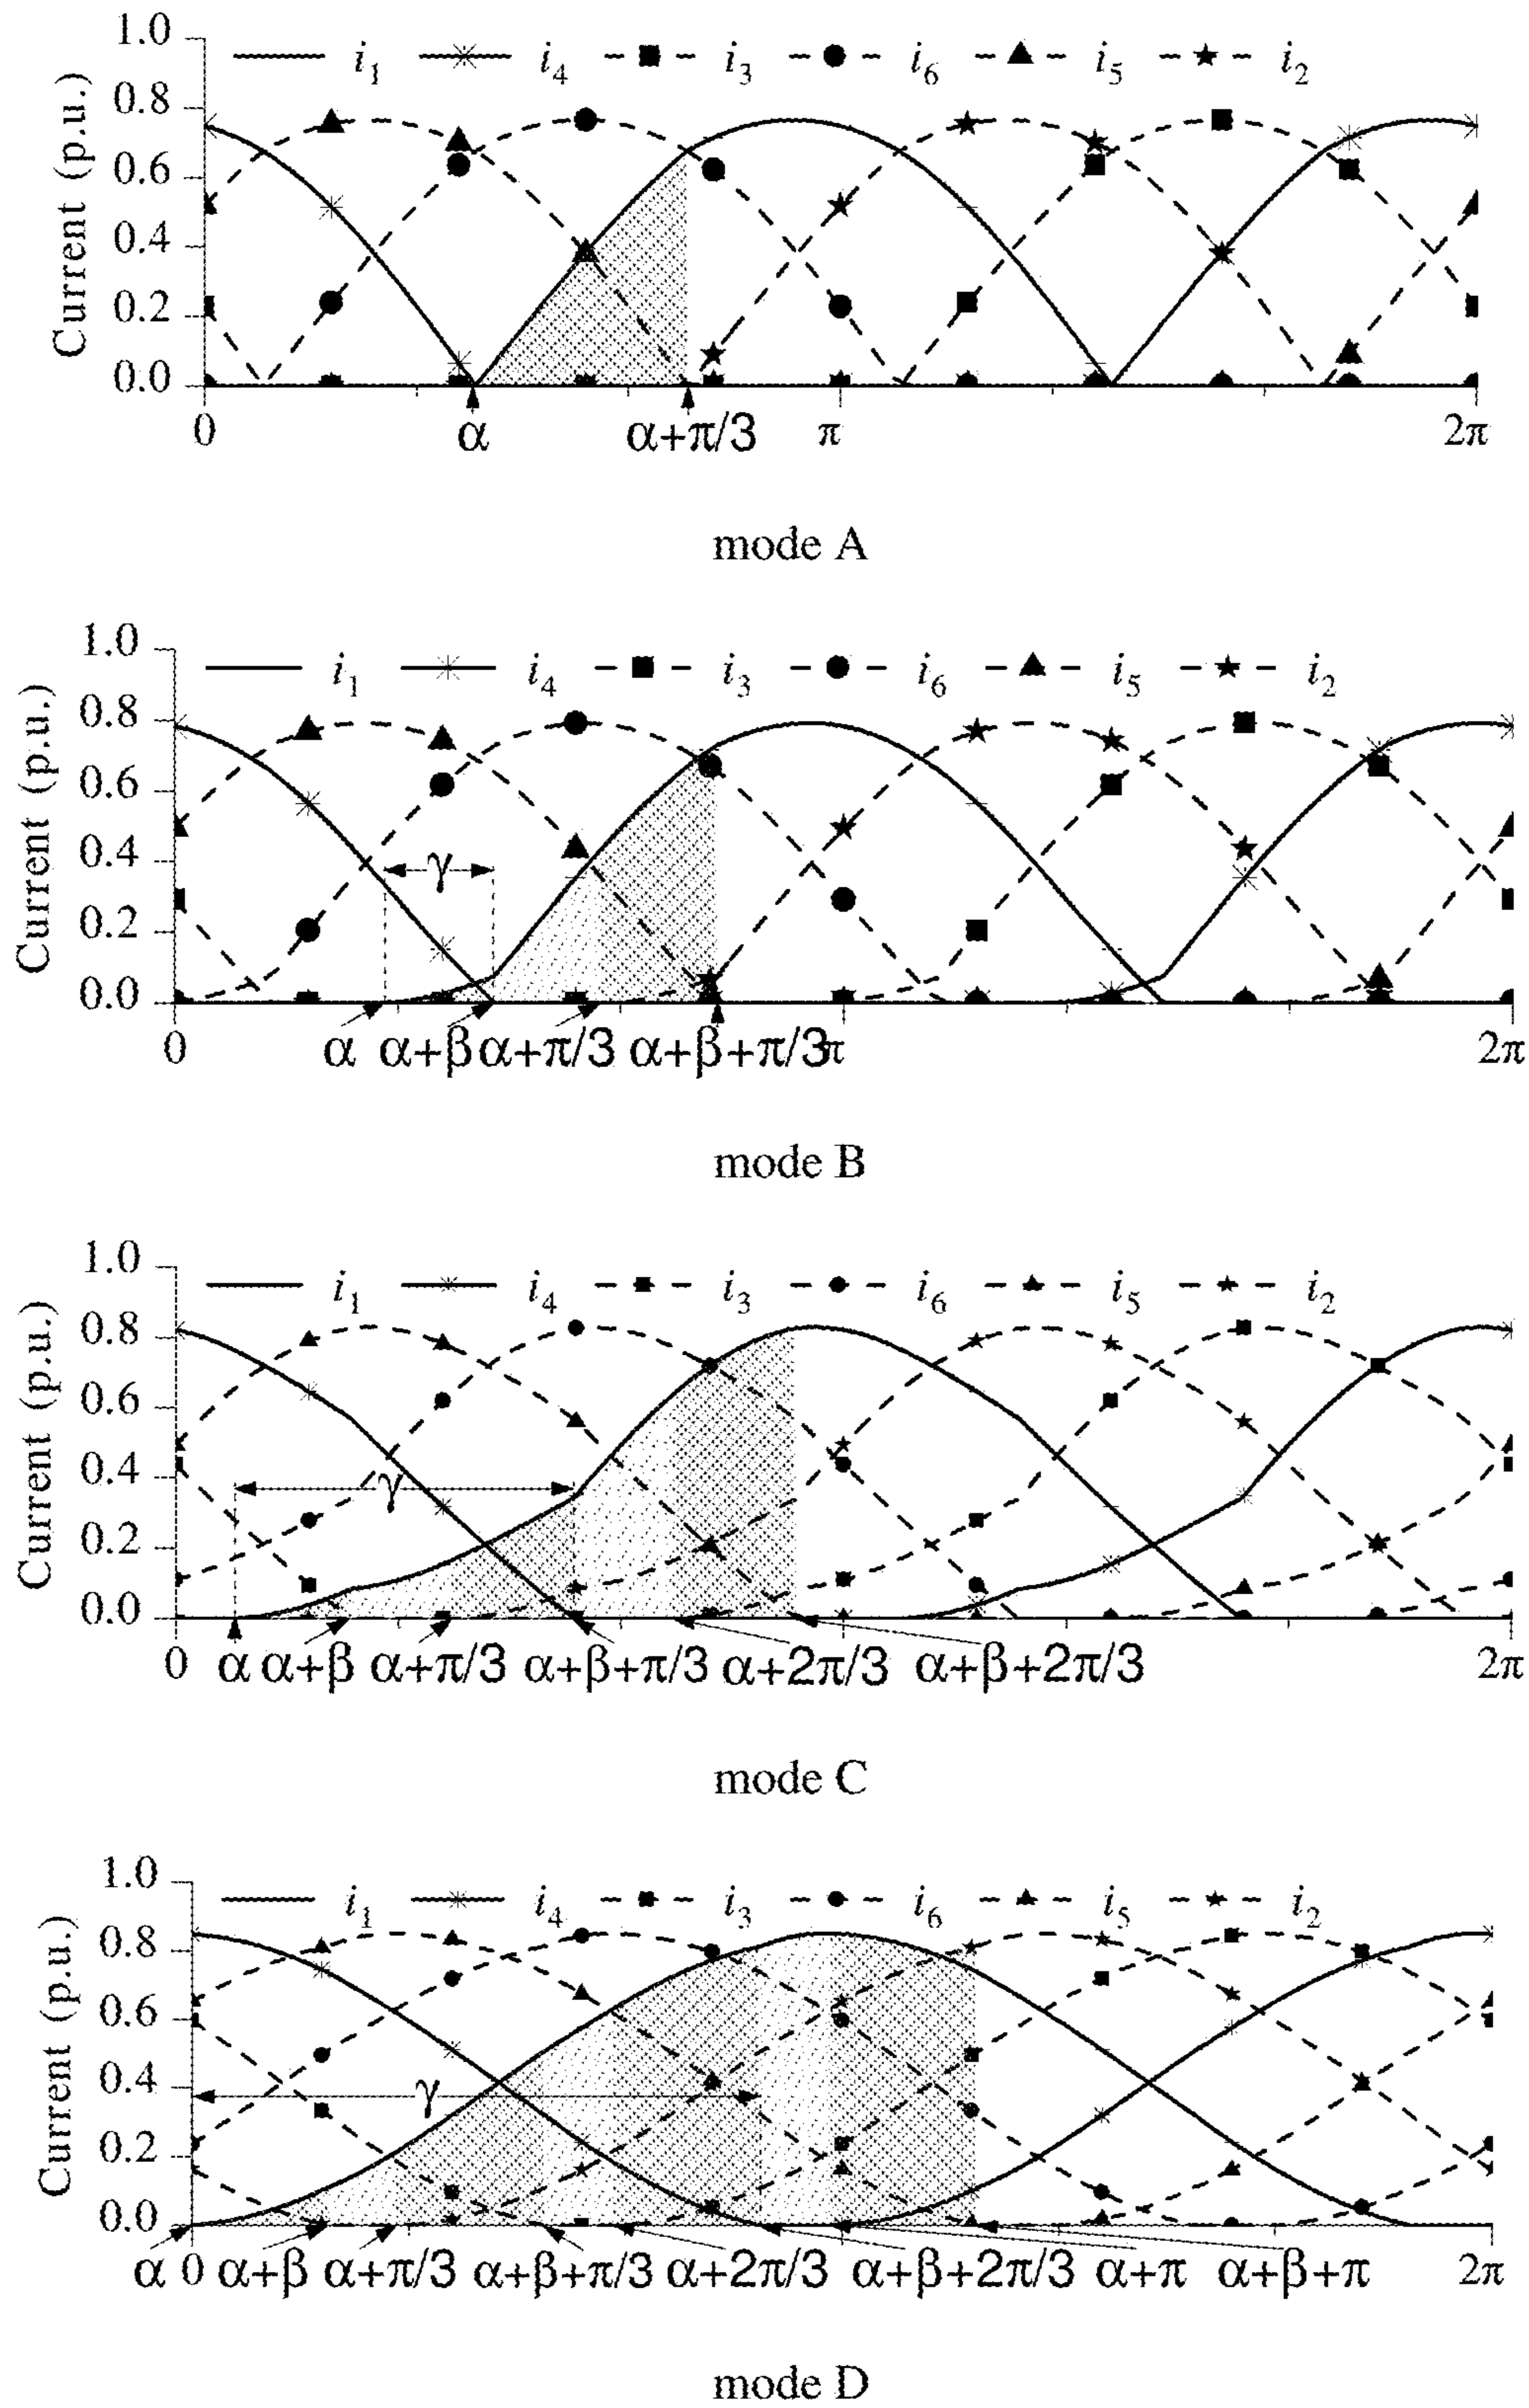 1.0
i₁ i₄ i₃ i₆ i₅ i₂
0.8
0.6
0.4
0.2
0.0
Current (p.u.)
0 α α+π/3 π 2π
mode A
1.0
i₁ i₄ i₃ i₆ i₅ i₂
0.8
0.6
0.4
0.2
0.0
Current (p.u.)
γ
0 α α+β α+π/3 α+β+π/3 π 2π
mode B
1.0
i₁ i₄ i₃ i₆ i₅ i₂
0.8
0.6
0.4
0.2
0.0
Current (p.u.)
γ
0 α α+β α+π/3 α+β+π/3 α+2π/3 α+β+2π/3 2π
mode C
1.0
i₁ i₄ i₃ i₆ i₅ i₂
0.8
0.6
0.4
0.2
0.0
Current (p.u.)
γ
α 0 α+β α+π/3 α+β+π/3 α+2π/3 α+β+2π/3 α+π α+β+π 2π
mode D